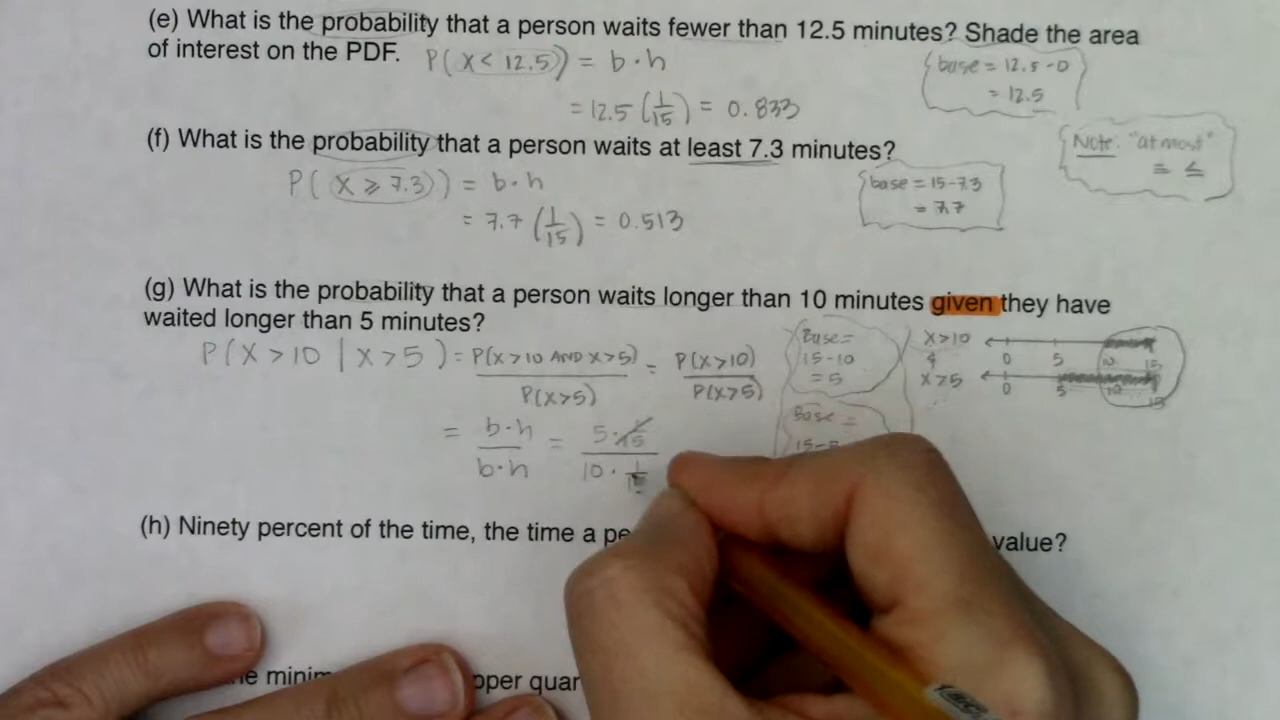 (e) What is the probability that a person waits fewer than 12.5 minutes? Shade the area
of interest on the PDF. P(X < 12.5) = b · h
base = 12.5 - 0
= 12.5
= 12.5 (1/15) = 0.833
(f) What is the probability that a person waits at least 7.3 minutes?
Note: "at most"
= ≤
P( X ≥ 7.3) = b · h
base = 15 - 7.3
= 7.7
= 7.7 (1/15) = 0.513
(g) What is the probability that a person waits longer than 10 minutes given they have
waited longer than 5 minutes?
P(X > 10 | X > 5) = P(X > 10 AND X > 5) / P(X > 5) = P(X > 10) / P(X > 5)
Base =
15 - 10
= 5
X > 10
0 5 10 15
&
X > 5
0 5 10 15
Base =
= b · h / b · h = 5 · 1/15 / 10 · 1/15
(h) Ninety percent of the time, the time a pe
value?
minim
pper quar